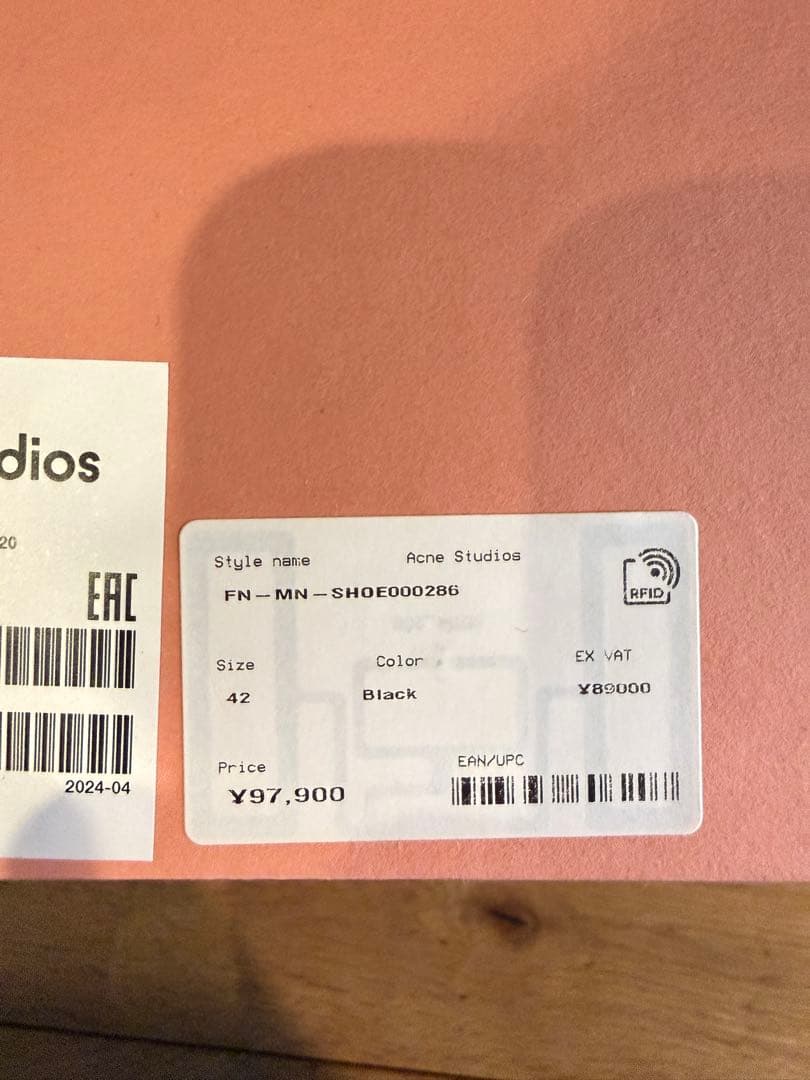 dios
20
EAC
2024-04
Style name Acne Studios
FN-MN-SHOE000286
RFID
Size Color EX VAT
42 Black ¥89000
Price EAN/UPC
¥97,900